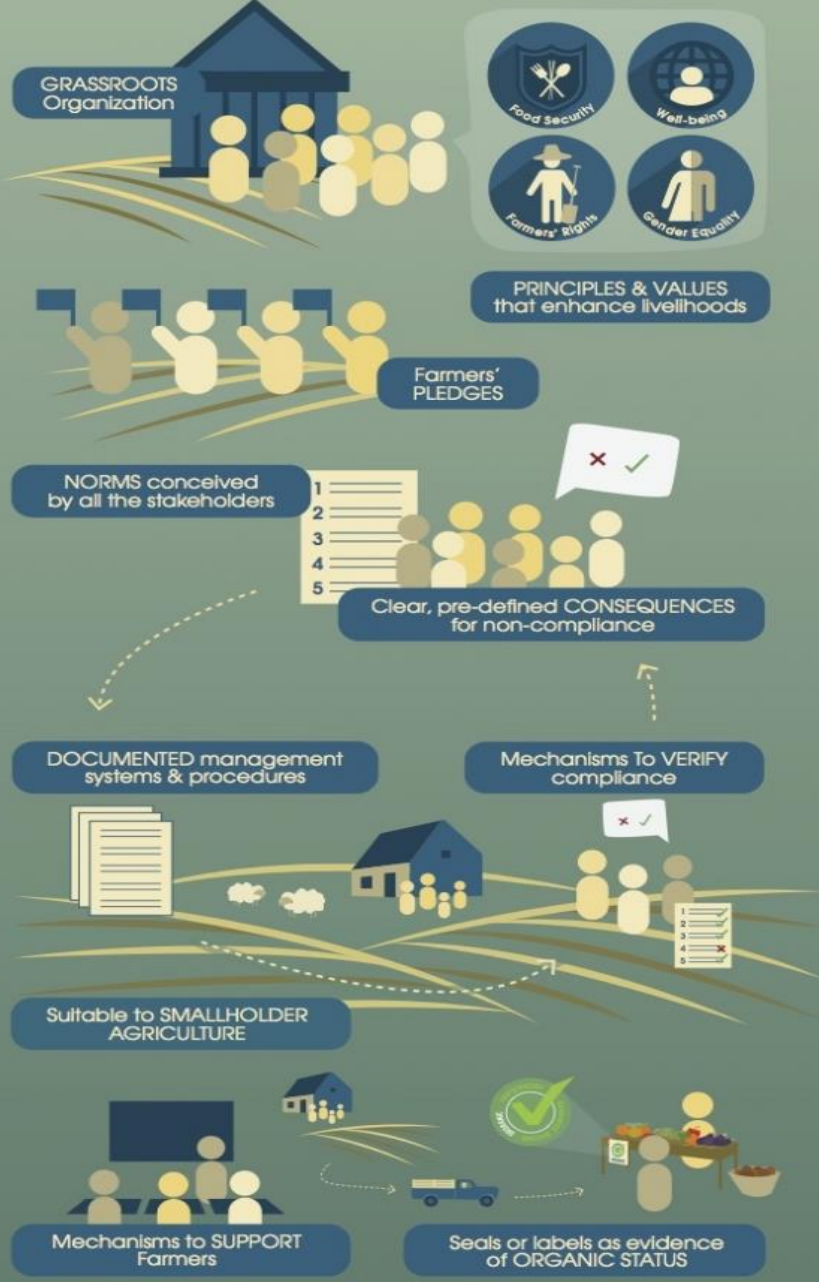 GRASSROOTS
Organization
Food Security
Well-being
Farmers' Rights
Gender Equality
PRINCIPLES & VALUES
that enhance livelihoods
Farmers'
PLEDGES
NORMS conceived
by all the stakeholders
1
2
3
4
5
Clear, pre-defined CONSEQUENCES
for non-compliance
DOCUMENTED management
systems & procedures
Mechanisms To VERIFY
compliance
1
2
3
4
5
Suitable to SMALLHOLDER
AGRICULTURE
Mechanisms to SUPPORT
Farmers
Seals or labels as evidence
of ORGANIC STATUS